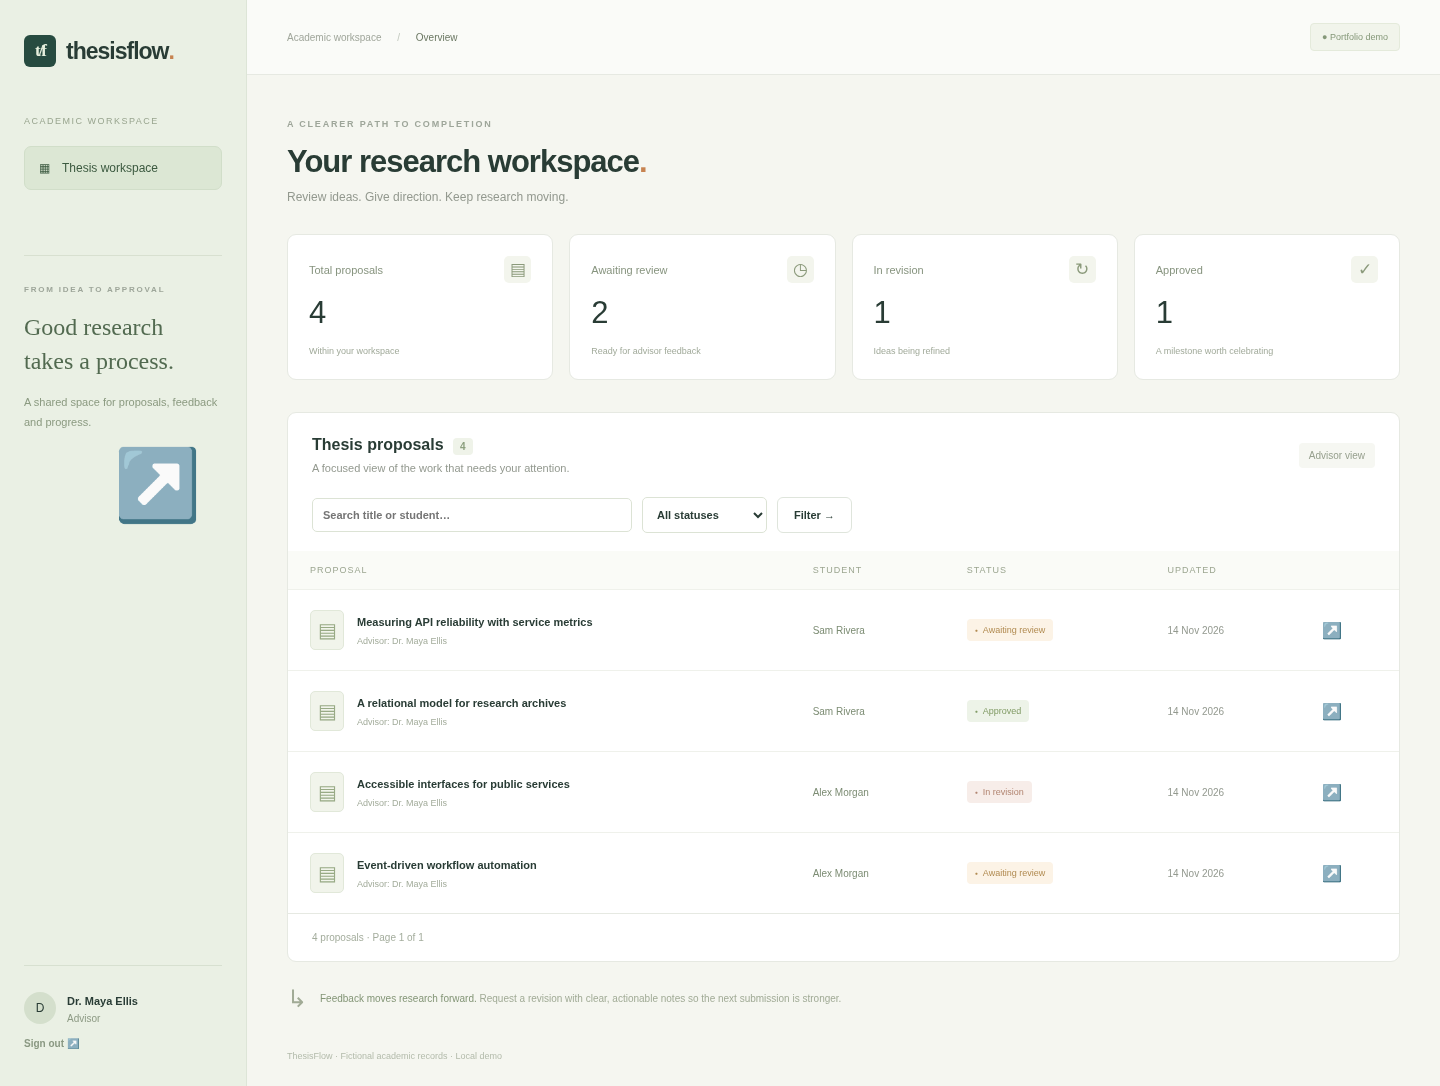 t/f thesisflow.
ACADEMIC WORKSPACE
Thesis workspace
FROM IDEA TO APPROVAL
Good research
takes a process.
A shared space for proposals, feedback
and progress.
Dr. Maya Ellis
D
Advisor
Sign out
Academic workspace / Overview
Portfolio demo
A CLEARER PATH TO COMPLETION
Your research workspace.
Review ideas. Give direction. Keep research moving.
Total proposals
4
Within your workspace
Awaiting review
2
Ready for advisor feedback
In revision
1
Ideas being refined
Approved
1
A milestone worth celebrating
Thesis proposals 4
A focused view of the work that needs your attention.
Advisor view
Search title or student…
All statuses
Filter →
PROPOSAL STUDENT STATUS UPDATED
Measuring API reliability with service metrics
Advisor: Dr. Maya Ellis
Sam Rivera
Awaiting review
14 Nov 2026
A relational model for research archives
Advisor: Dr. Maya Ellis
Sam Rivera
Approved
14 Nov 2026
Accessible interfaces for public services
Advisor: Dr. Maya Ellis
Alex Morgan
In revision
14 Nov 2026
Event-driven workflow automation
Advisor: Dr. Maya Ellis
Alex Morgan
Awaiting review
14 Nov 2026
4 proposals · Page 1 of 1
Feedback moves research forward. Request a revision with clear, actionable notes so the next submission is stronger.
ThesisFlow · Fictional academic records · Local demo